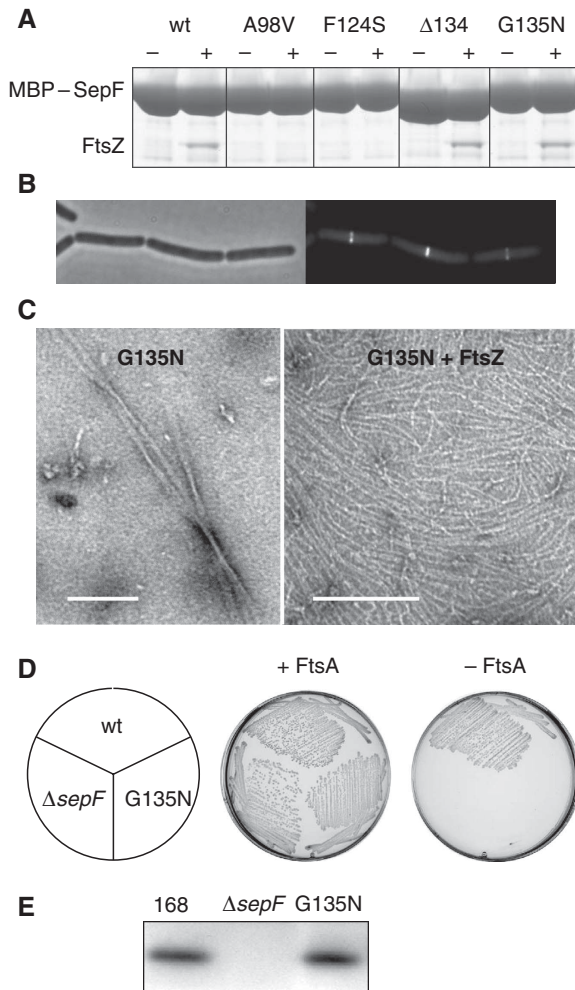 A
wt A98V F124S Δ134 G135N
– + – + – + – + – +
MBP–SepF
FtsZ
B
C
G135N
G135N + FtsZ
D
+ FtsA – FtsA
wt
ΔsepF G135N
E
168 ΔsepF G135N